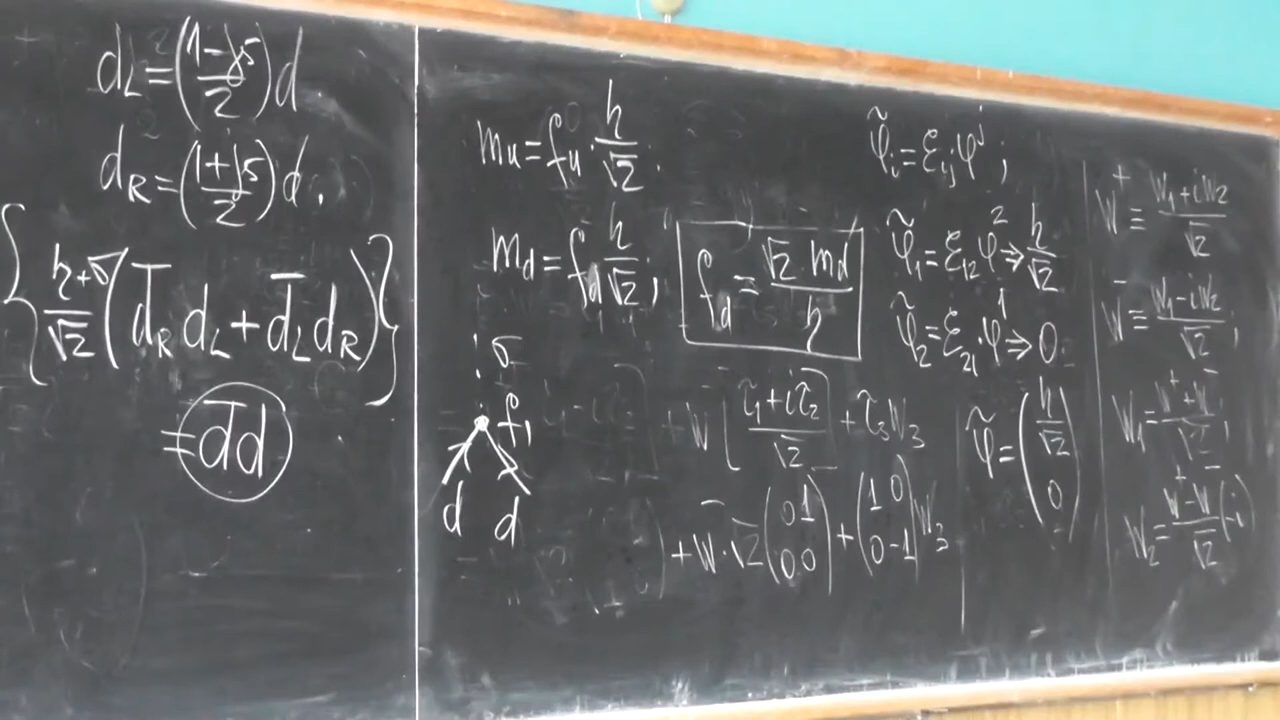 d_L = ((1-γ5)/2) d
d_R = ((1+γ5)/2) d.
{ (η+σ)/√2 ( d̄_R d_L + d̄_L d_R ) }
= d̄d
m_u = f_u · η/√2 .
m_d = f_d η/√2 ;
f_d = √2 · m_d / η
σ
f_1
d d
+ W̄ [ (τ_1 + iτ_2)/√2 ] + τ_3 W_3
+ W̄ · √2 ( 0 1 / 0 0 ) + ( 1 0 / 0 -1 ) W_3
φ̃_i = ε_ij φ^j ;
φ̃_1 = ε_12 φ^2 ⇒ η/√2
φ̃_2 = ε_21 · φ^1 ⇒ 0.
φ̃ = ( η/√2 / 0 )
W^+ ≡ (W_1 + iW_2)/√2
W^- ≡ (W_1 - iW_2)/√2 ;
W_1 = (W^+ + W^-)/√2 ;
W_2 = (W^+ - W^-)/√2 (-i)